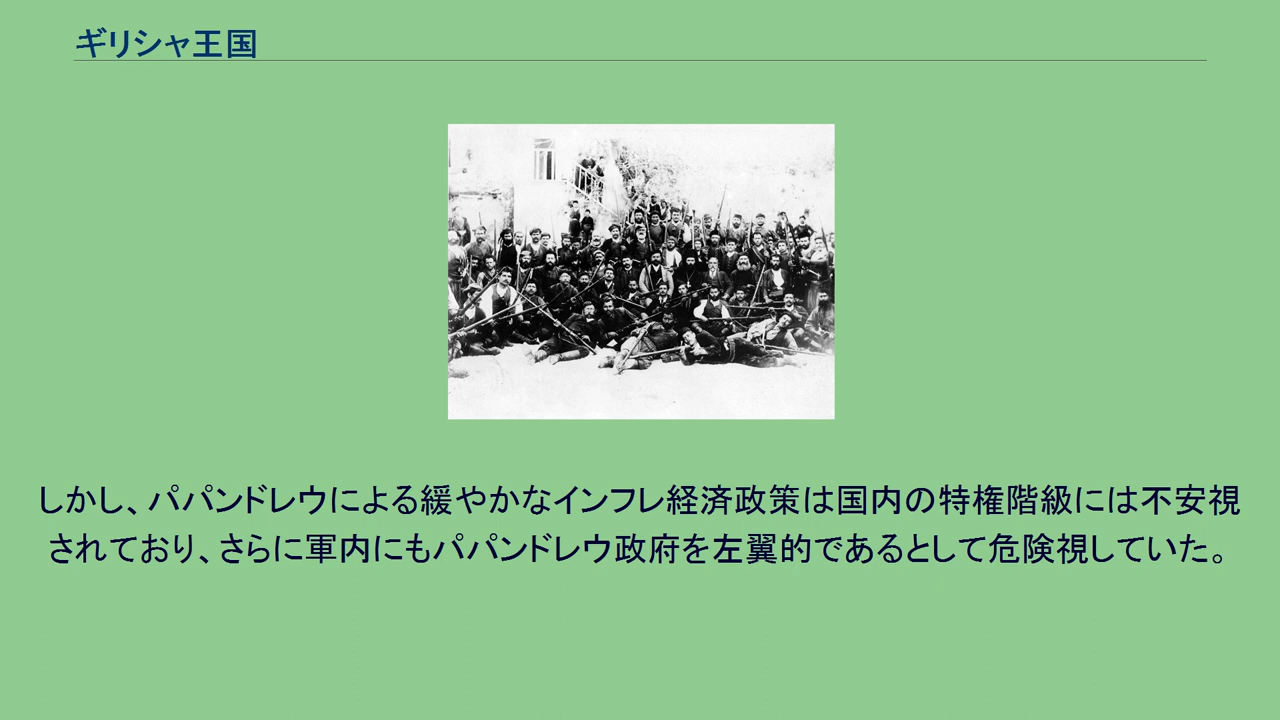 ギリシャ王国
しかし、パパンドレウによる緩やかなインフレ経済政策は国内の特権階級には不安視
されており、さらに軍内にもパパンドレウ政府を左翼的であるとして危険視していた。